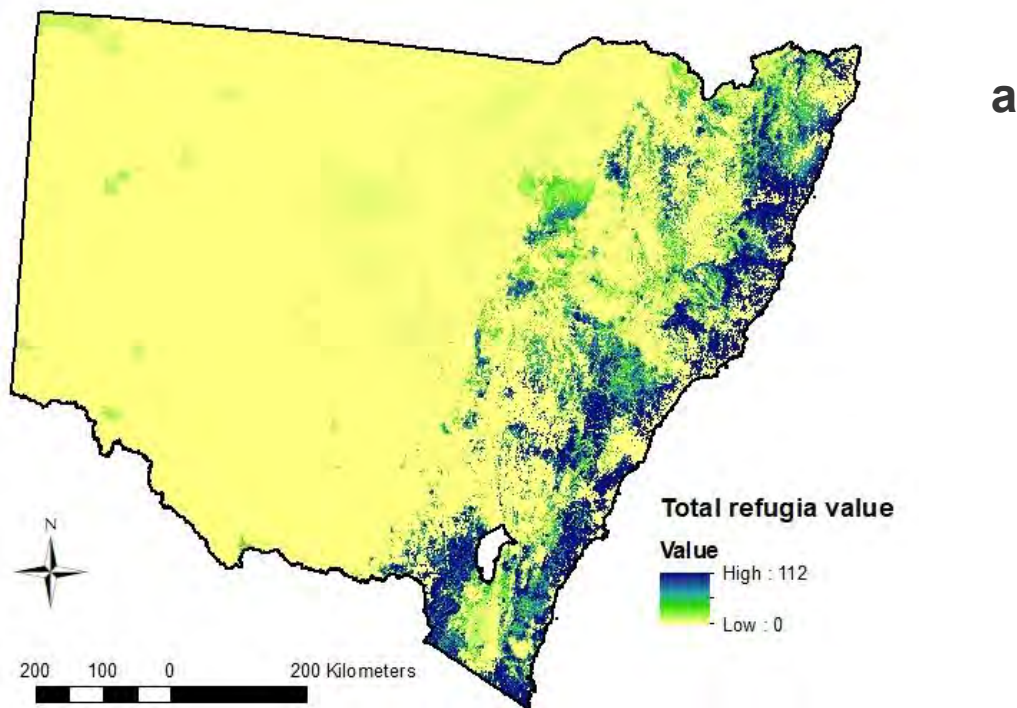 a
Total refugia value
Value
High : 112
Low : 0
N
200 100 0 200 Kilometers